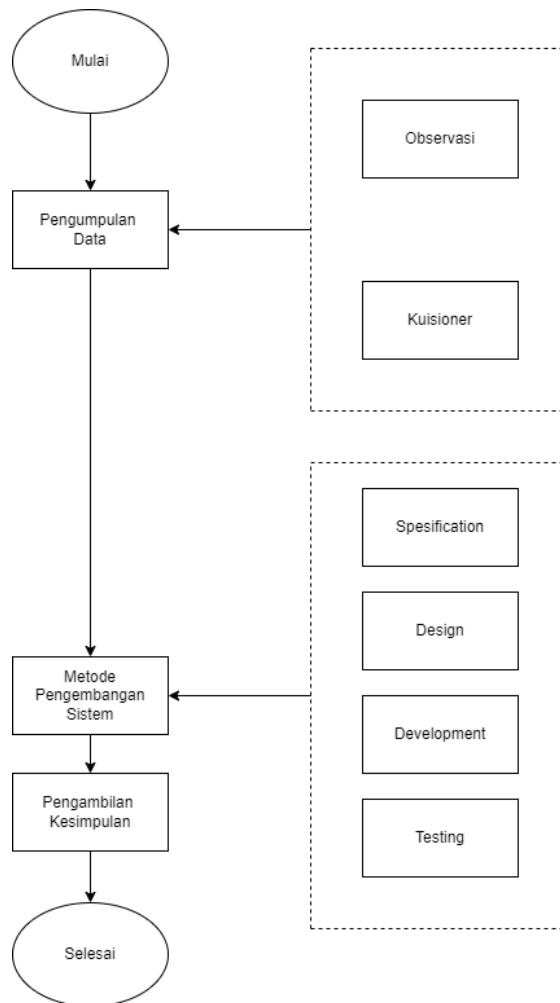 Mulai
Pengumpulan
Data
Observasi
Kuisioner
Spesification
Design
Development
Testing
Metode
Pengembangan
Sistem
Pengambilan
Kesimpulan
Selesai